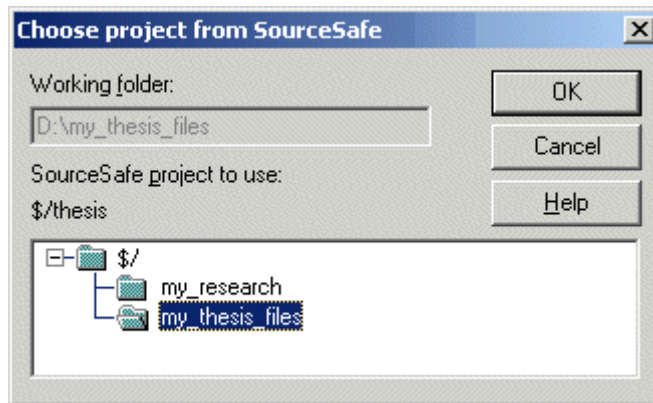 Choose project from SourceSafe
Working folder:
OK
D:\my_thesis_files
Cancel
SourceSafe project to use:
$/thesis
Help
$/
my_research
my_thesis_files